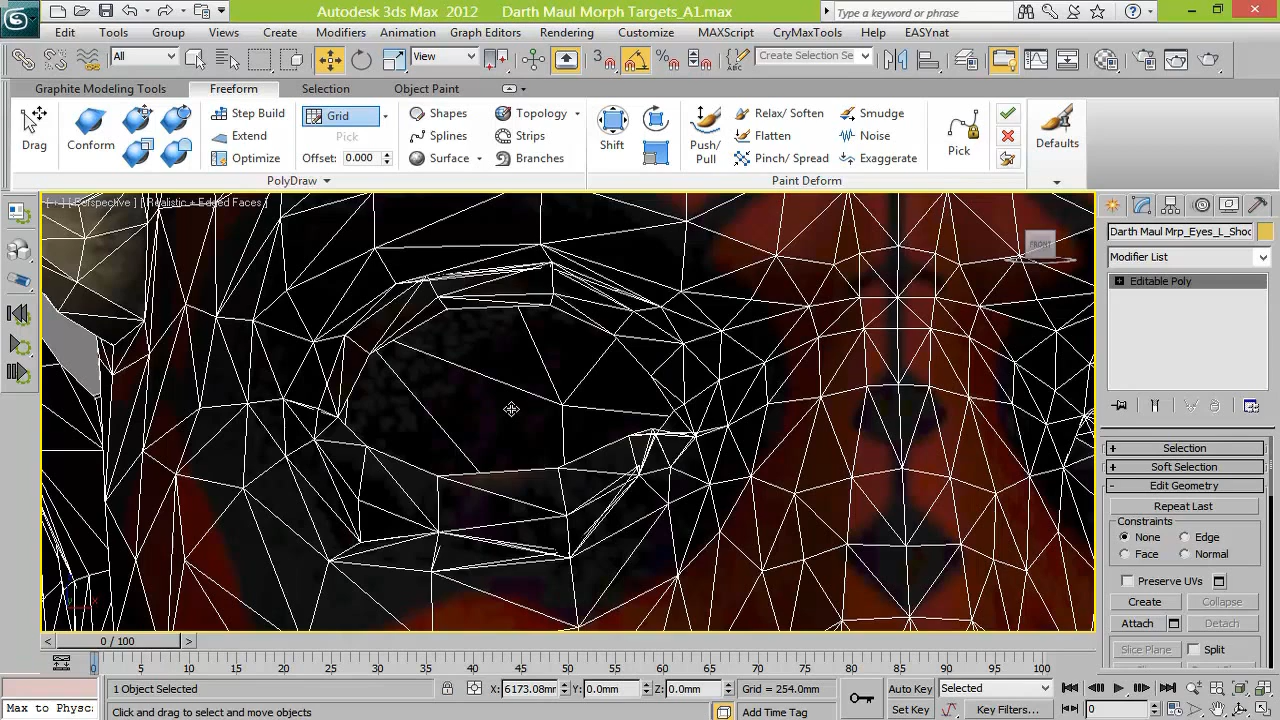 Autodesk 3ds Max 2012 Darth Maul Morph Targets_A1.max
Type a keyword or phrase
Edit Tools Group Views Create Modifiers Animation Graph Editors Rendering Customize MAXScript CryMaxTools Help EASYnat
All View Create Selection Se
Graphite Modeling Tools Freeform Selection Object Paint
Drag Conform Step Build Extend Optimize
Grid Pick Offset: 0.000
Shapes Splines Surface Topology Strips Branches
Shift Push/ Pull Relax/ Soften Flatten Pinch/ Spread Smudge Noise Exaggerate
Pick Defaults
PolyDraw Paint Deform
[ + ] [ Perspective ] [ Realistic + Edged Faces ]
FRONT
Darth Maul Mrp_Eyes_L_Shoc
Modifier List
Editable Poly
Selection
Soft Selection
Edit Geometry
Repeat Last
Constraints
None Edge
Face Normal
Preserve UVs
Create Collapse
Attach Detach
Slice Plane Split
0 / 100
0 5 10 15 20 25 30 35 40 45 50 55 60 65 70 75 80 85 90 95 100
1 Object Selected X: 6173.08mm Y: 0.0mm Z: 0.0mm Grid = 254.0mm Auto Key Selected
Max to Physc Click and drag to select and move objects Add Time Tag Set Key Key Filters... 0